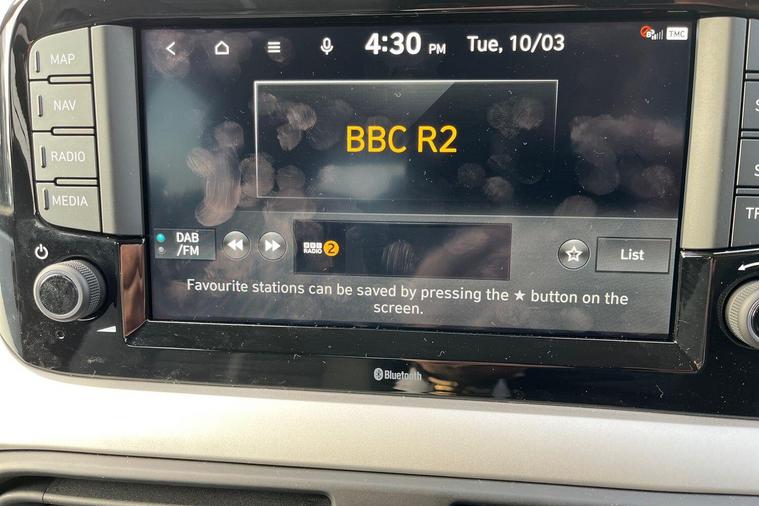 4:30 PM Tue, 10/03 TMC
MAP
NAV
RADIO
MEDIA
BBC R2
DAB
/FM
BBC
RADIO 2
List
Favourite stations can be saved by pressing the ★ button on the
screen.
Bluetooth